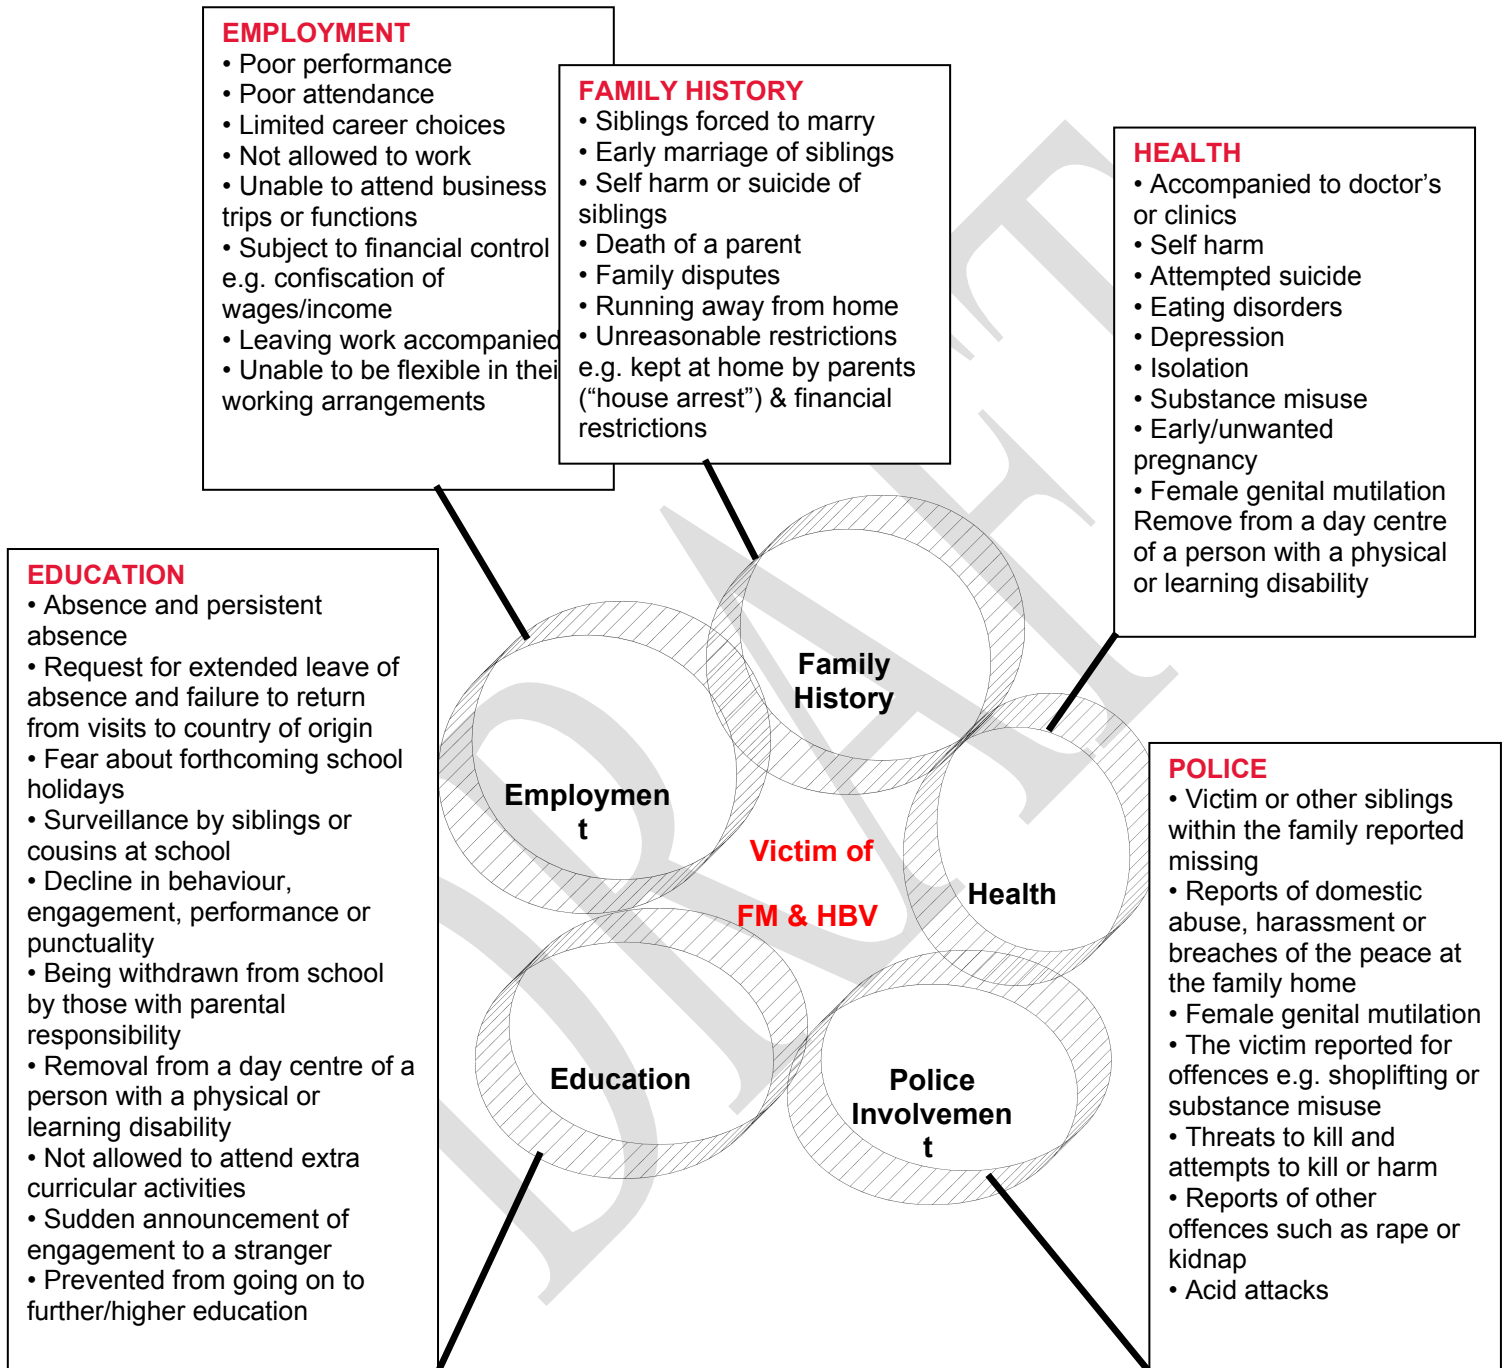 EMPLOYMENT
• Poor performance
• Poor attendance
• Limited career choices
• Not allowed to work
• Unable to attend business
trips or functions
• Subject to financial control
e.g. confiscation of
wages/income
• Leaving work accompanied
• Unable to be flexible in thei
working arrangements
FAMILY HISTORY
• Siblings forced to marry
• Early marriage of siblings
• Self harm or suicide of
siblings
• Death of a parent
• Family disputes
• Running away from home
• Unreasonable restrictions
e.g. kept at home by parents
(“house arrest”) & financial
restrictions
HEALTH
• Accompanied to doctor’s
or clinics
• Self harm
• Attempted suicide
• Eating disorders
• Depression
• Isolation
• Substance misuse
• Early/unwanted
pregnancy
• Female genital mutilation
Remove from a day centre
of a person with a physical
or learning disability
EDUCATION
• Absence and persistent
absence
• Request for extended leave of
absence and failure to return
from visits to country of origin
• Fear about forthcoming school
holidays
• Surveillance by siblings or
cousins at school
• Decline in behaviour,
engagement, performance or
punctuality
• Being withdrawn from school
by those with parental
responsibility
• Removal from a day centre of a
person with a physical or
learning disability
• Not allowed to attend extra
curricular activities
• Sudden announcement of
engagement to a stranger
• Prevented from going on to
further/higher education
Family
History
Employmen
t
Victim of
FM & HBV
Health
Education
Police
Involvemen
t
POLICE
• Victim or other siblings
within the family reported
missing
• Reports of domestic
abuse, harassment or
breaches of the peace at
the family home
• Female genital mutilation
• The victim reported for
offences e.g. shoplifting or
substance misuse
• Threats to kill and
attempts to kill or harm
• Reports of other
offences such as rape or
kidnap
• Acid attacks
DRAFT